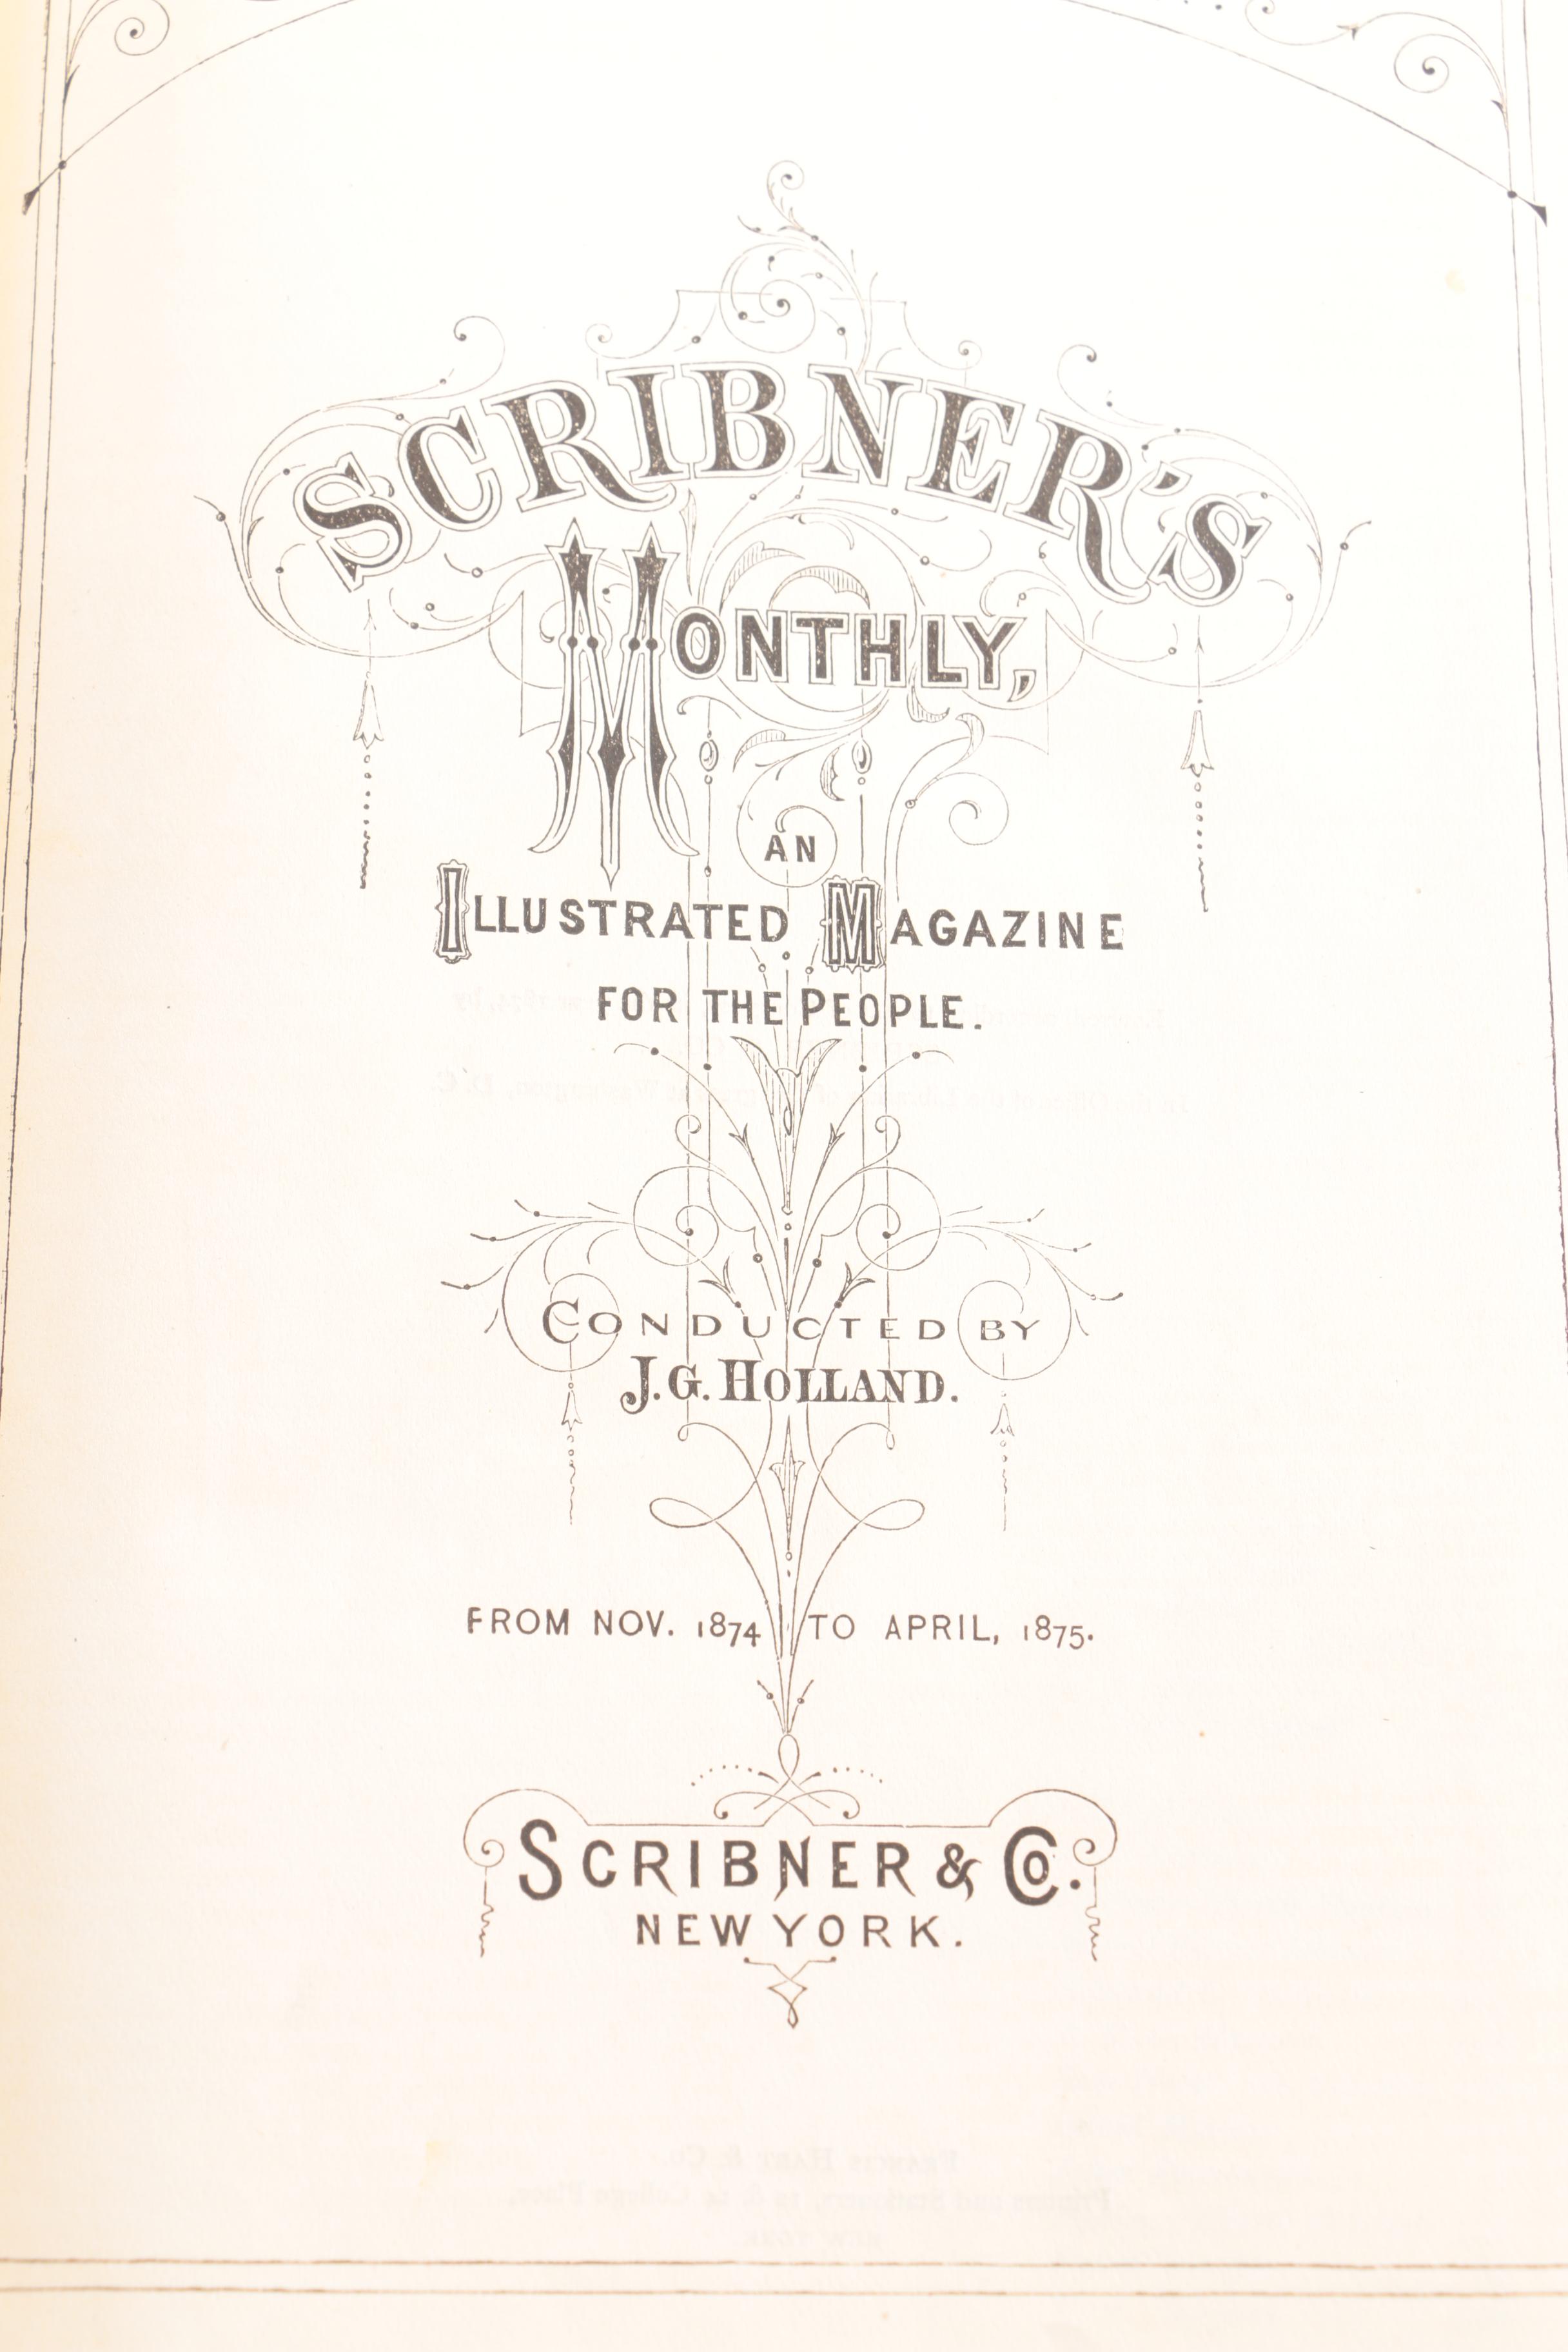 SCRIBNER'S
MONTHLY,
AN
ILLUSTRATED MAGAZINE
FOR THE PEOPLE.
CONDUCTED BY
J. G. HOLLAND.
FROM NOV. 1874 TO APRIL, 1875.
SCRIBNER & CO.
NEW YORK.